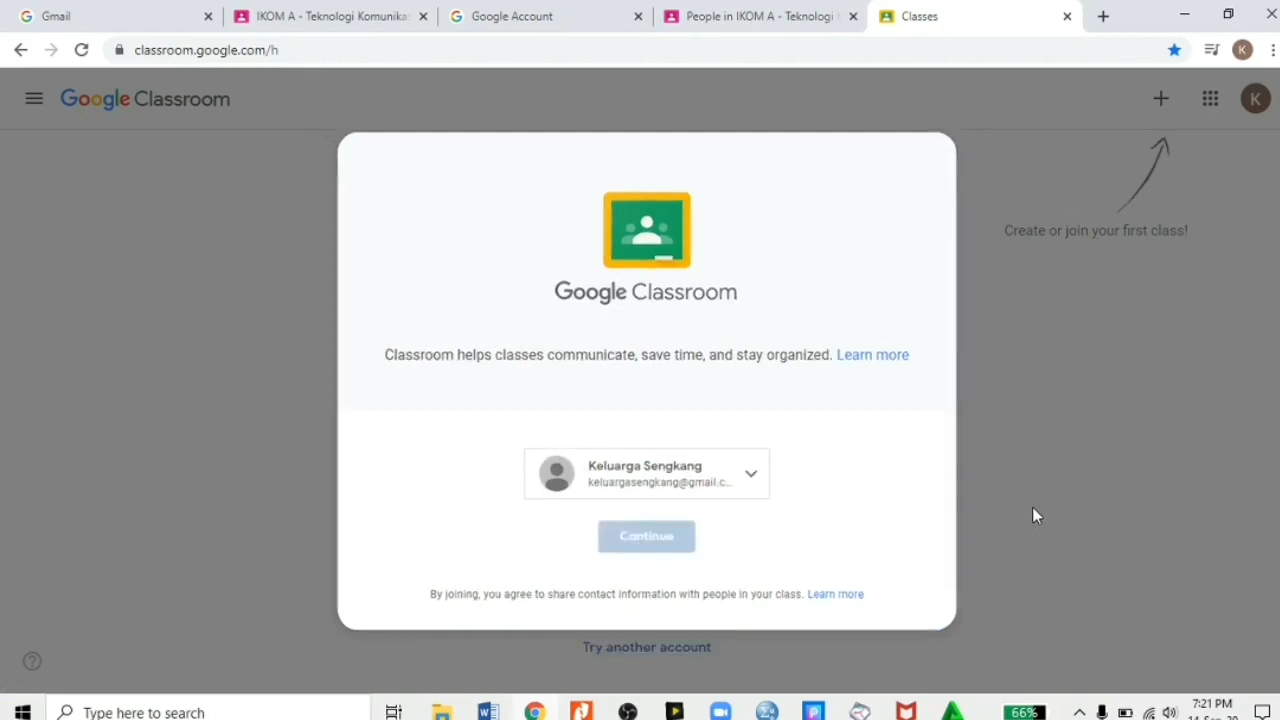 Gmail
IKOM A - Teknologi Komunika
Google Account
People in IKOM A - Teknologi
Classes
classroom.google.com/h
K
Google Classroom
K
Create or join your first class!
Google Classroom
Classroom helps classes communicate, save time, and stay organized. Learn more
Keluarga Sengkang
keluargasengkang@gmail.c...
Continue
By joining, you agree to share contact information with people in your class. Learn more
Try another account
Type here to search
66%
7:21 PM